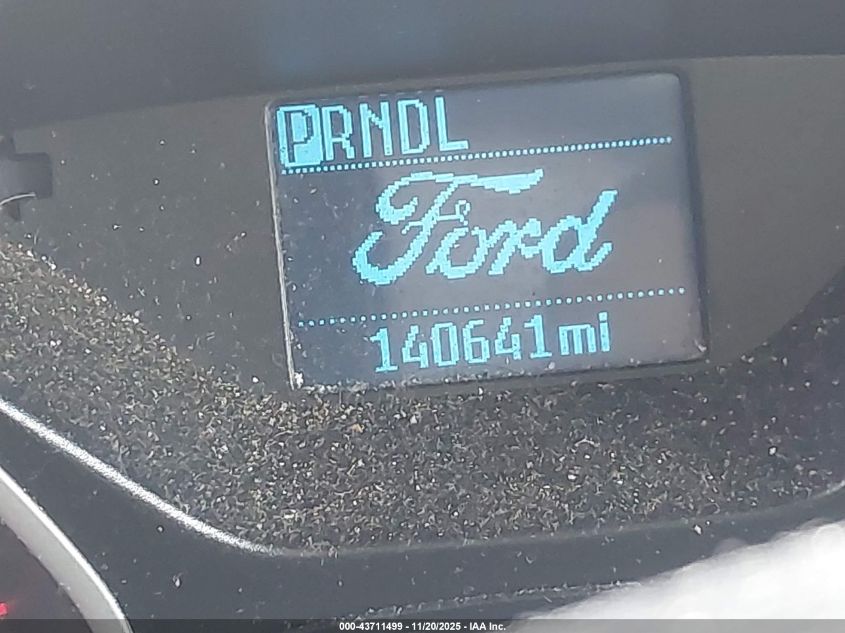 PRNDL
Ford
140641mi
000-43711499 - 11/20/2025 - IAA Inc.